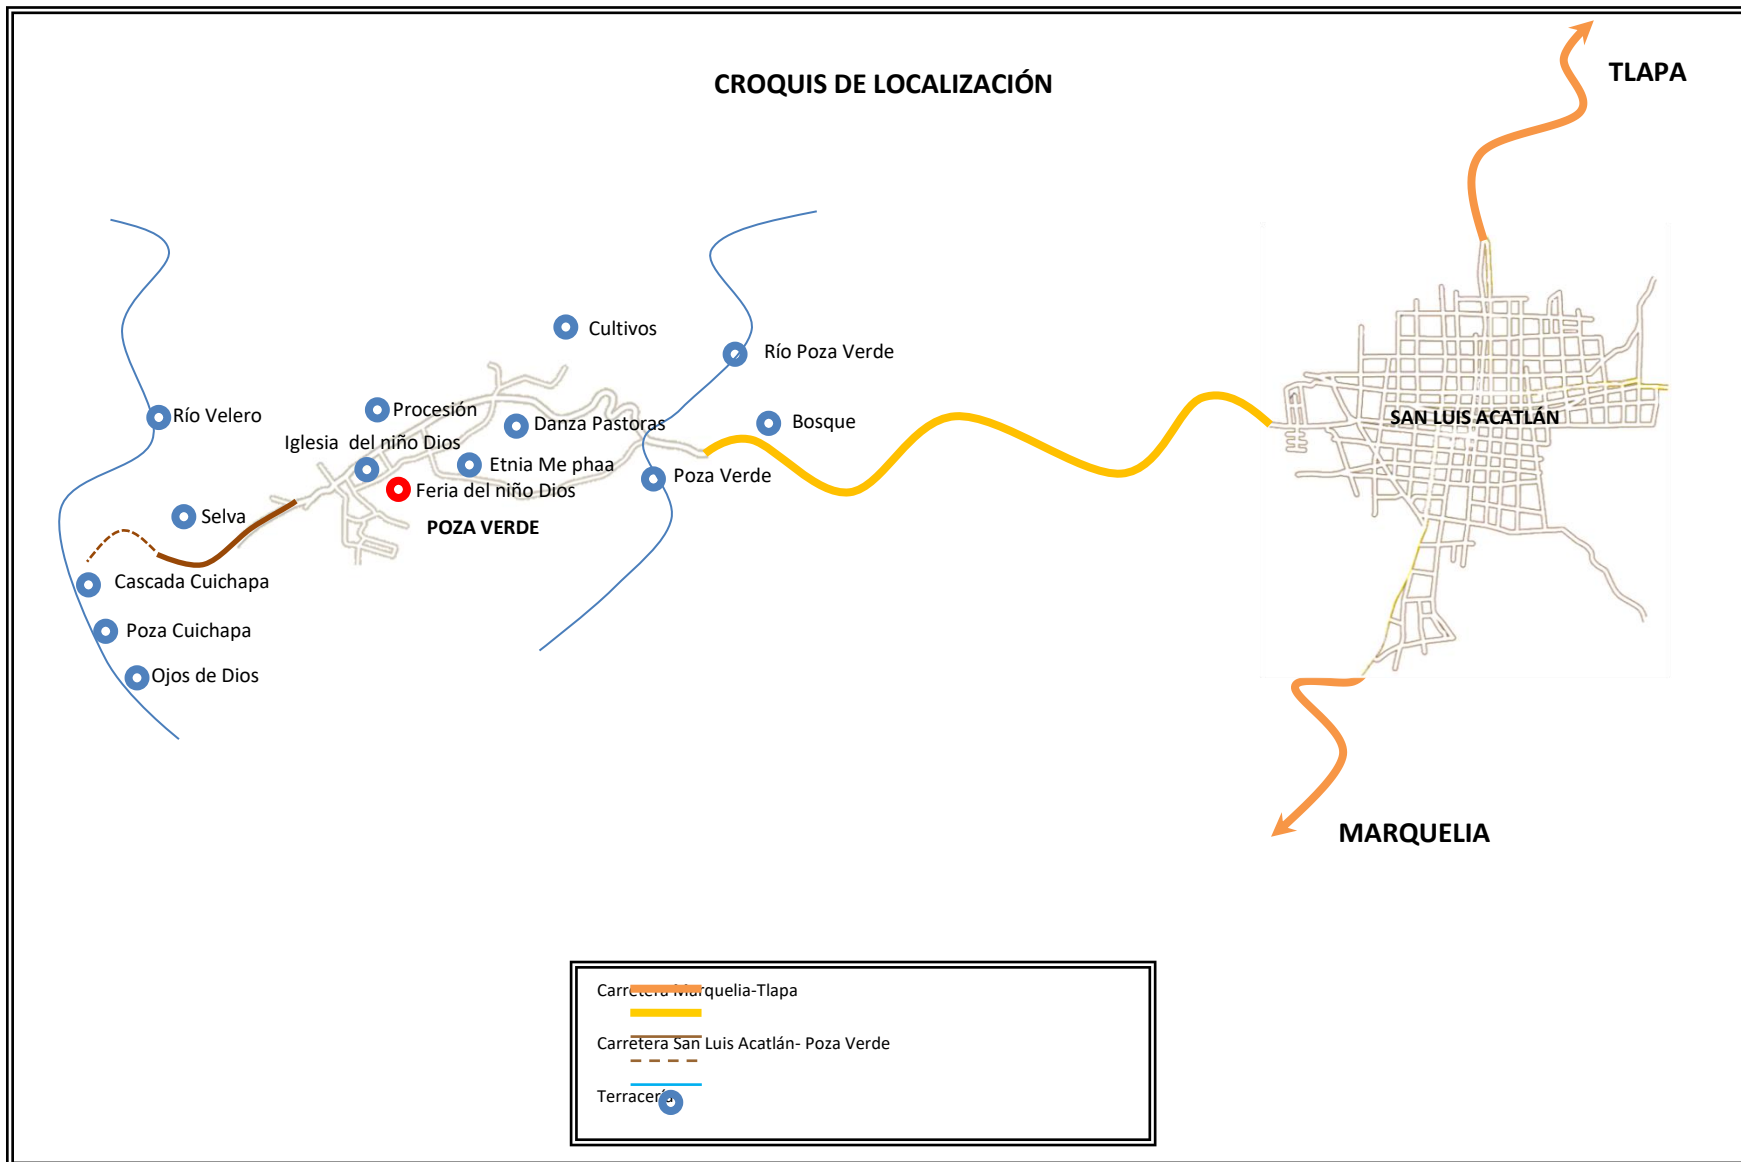 CROQUIS DE LOCALIZACIÓN
TLAPA
Cultivos
Río Poza Verde
Río Velero
Procesión
Danza Pastoras
Bosque
SAN LUIS ACATLÁN
Iglesia del niño Dios
Etnia Me phaa
Poza Verde
Feria del niño Dios
Selva
POZA VERDE
Cascada Cuichapa
Poza Cuichapa
Ojos de Dios
MARQUELIA
Carretera Marquelia-Tlapa
Carretera San Luis Acatlán- Poza Verde
Terracería